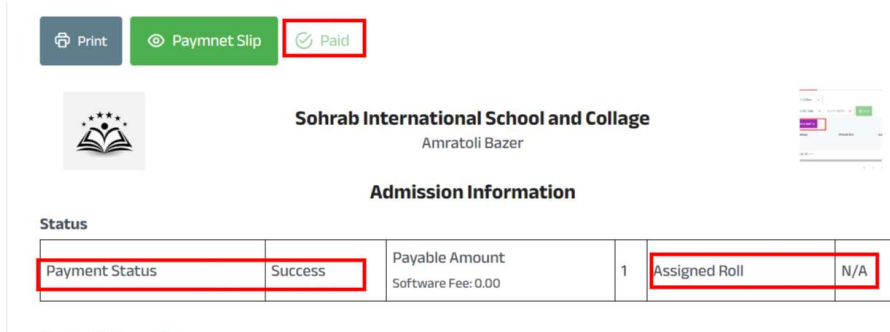 Print
Paymnet Slip
Paid
Sohrab International School and Collage
Amratoli Bazer
Admission Information
Status
Payment Status Success Payable Amount 1 Assigned Roll N/A
Software Fee: 0.00